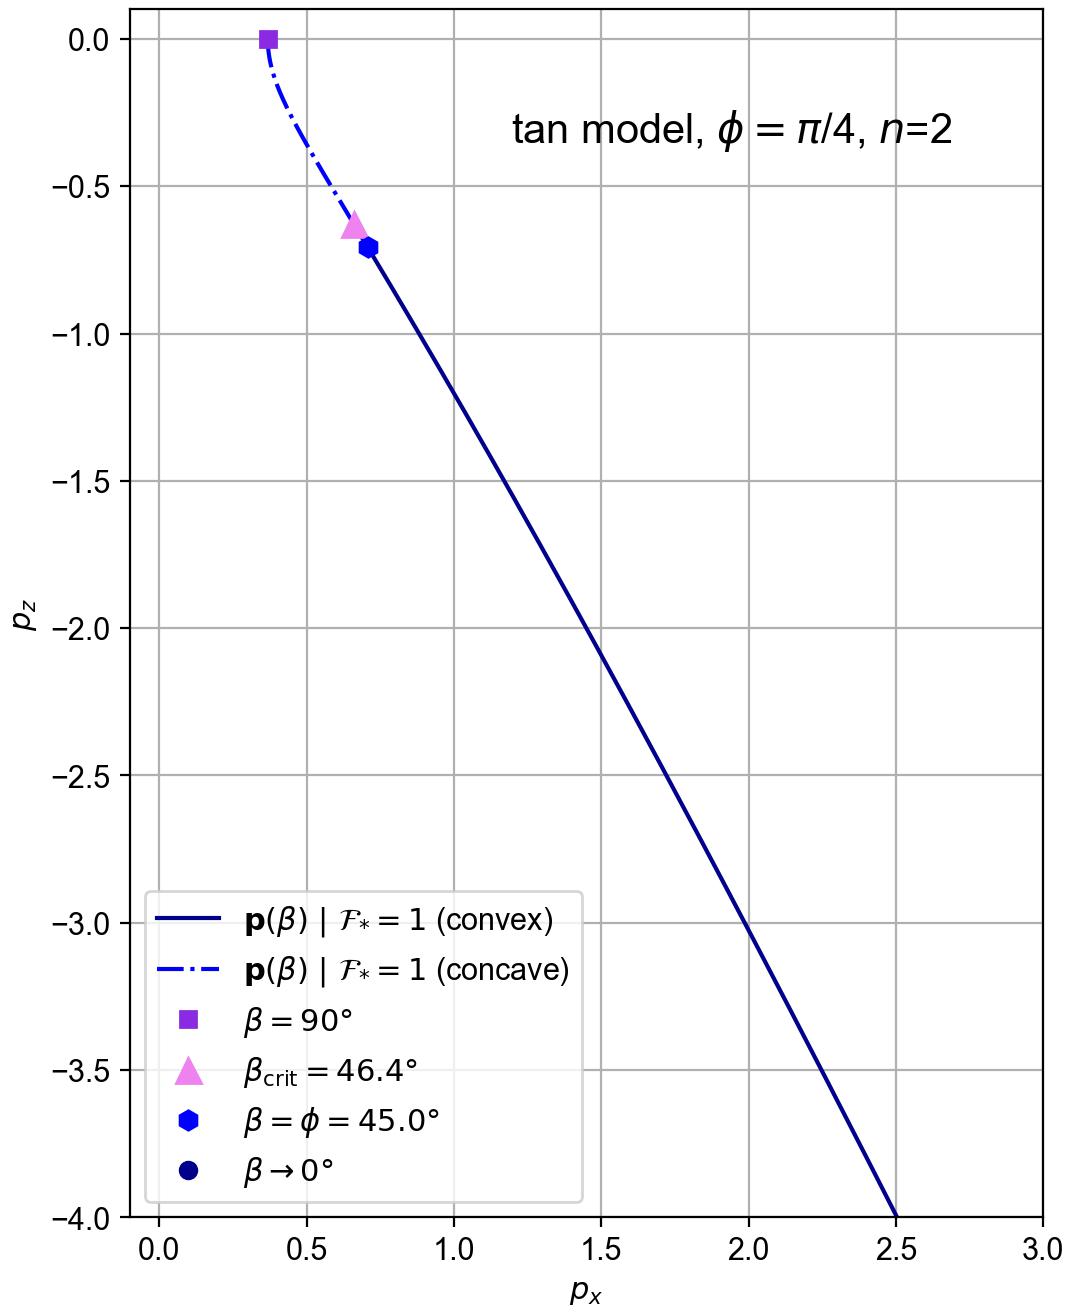 tan model, ϕ = π/4, n=2
0.0
−0.5
−1.0
−1.5
−2.0
−2.5
−3.0
−3.5
−4.0
p_z
𝐩(β) | ℱ_* = 1 (convex)
𝐩(β) | ℱ_* = 1 (concave)
β = 90°
β_crit = 46.4°
β = ϕ = 45.0°
β → 0°
0.0 0.5 1.0 1.5 2.0 2.5 3.0
p_x